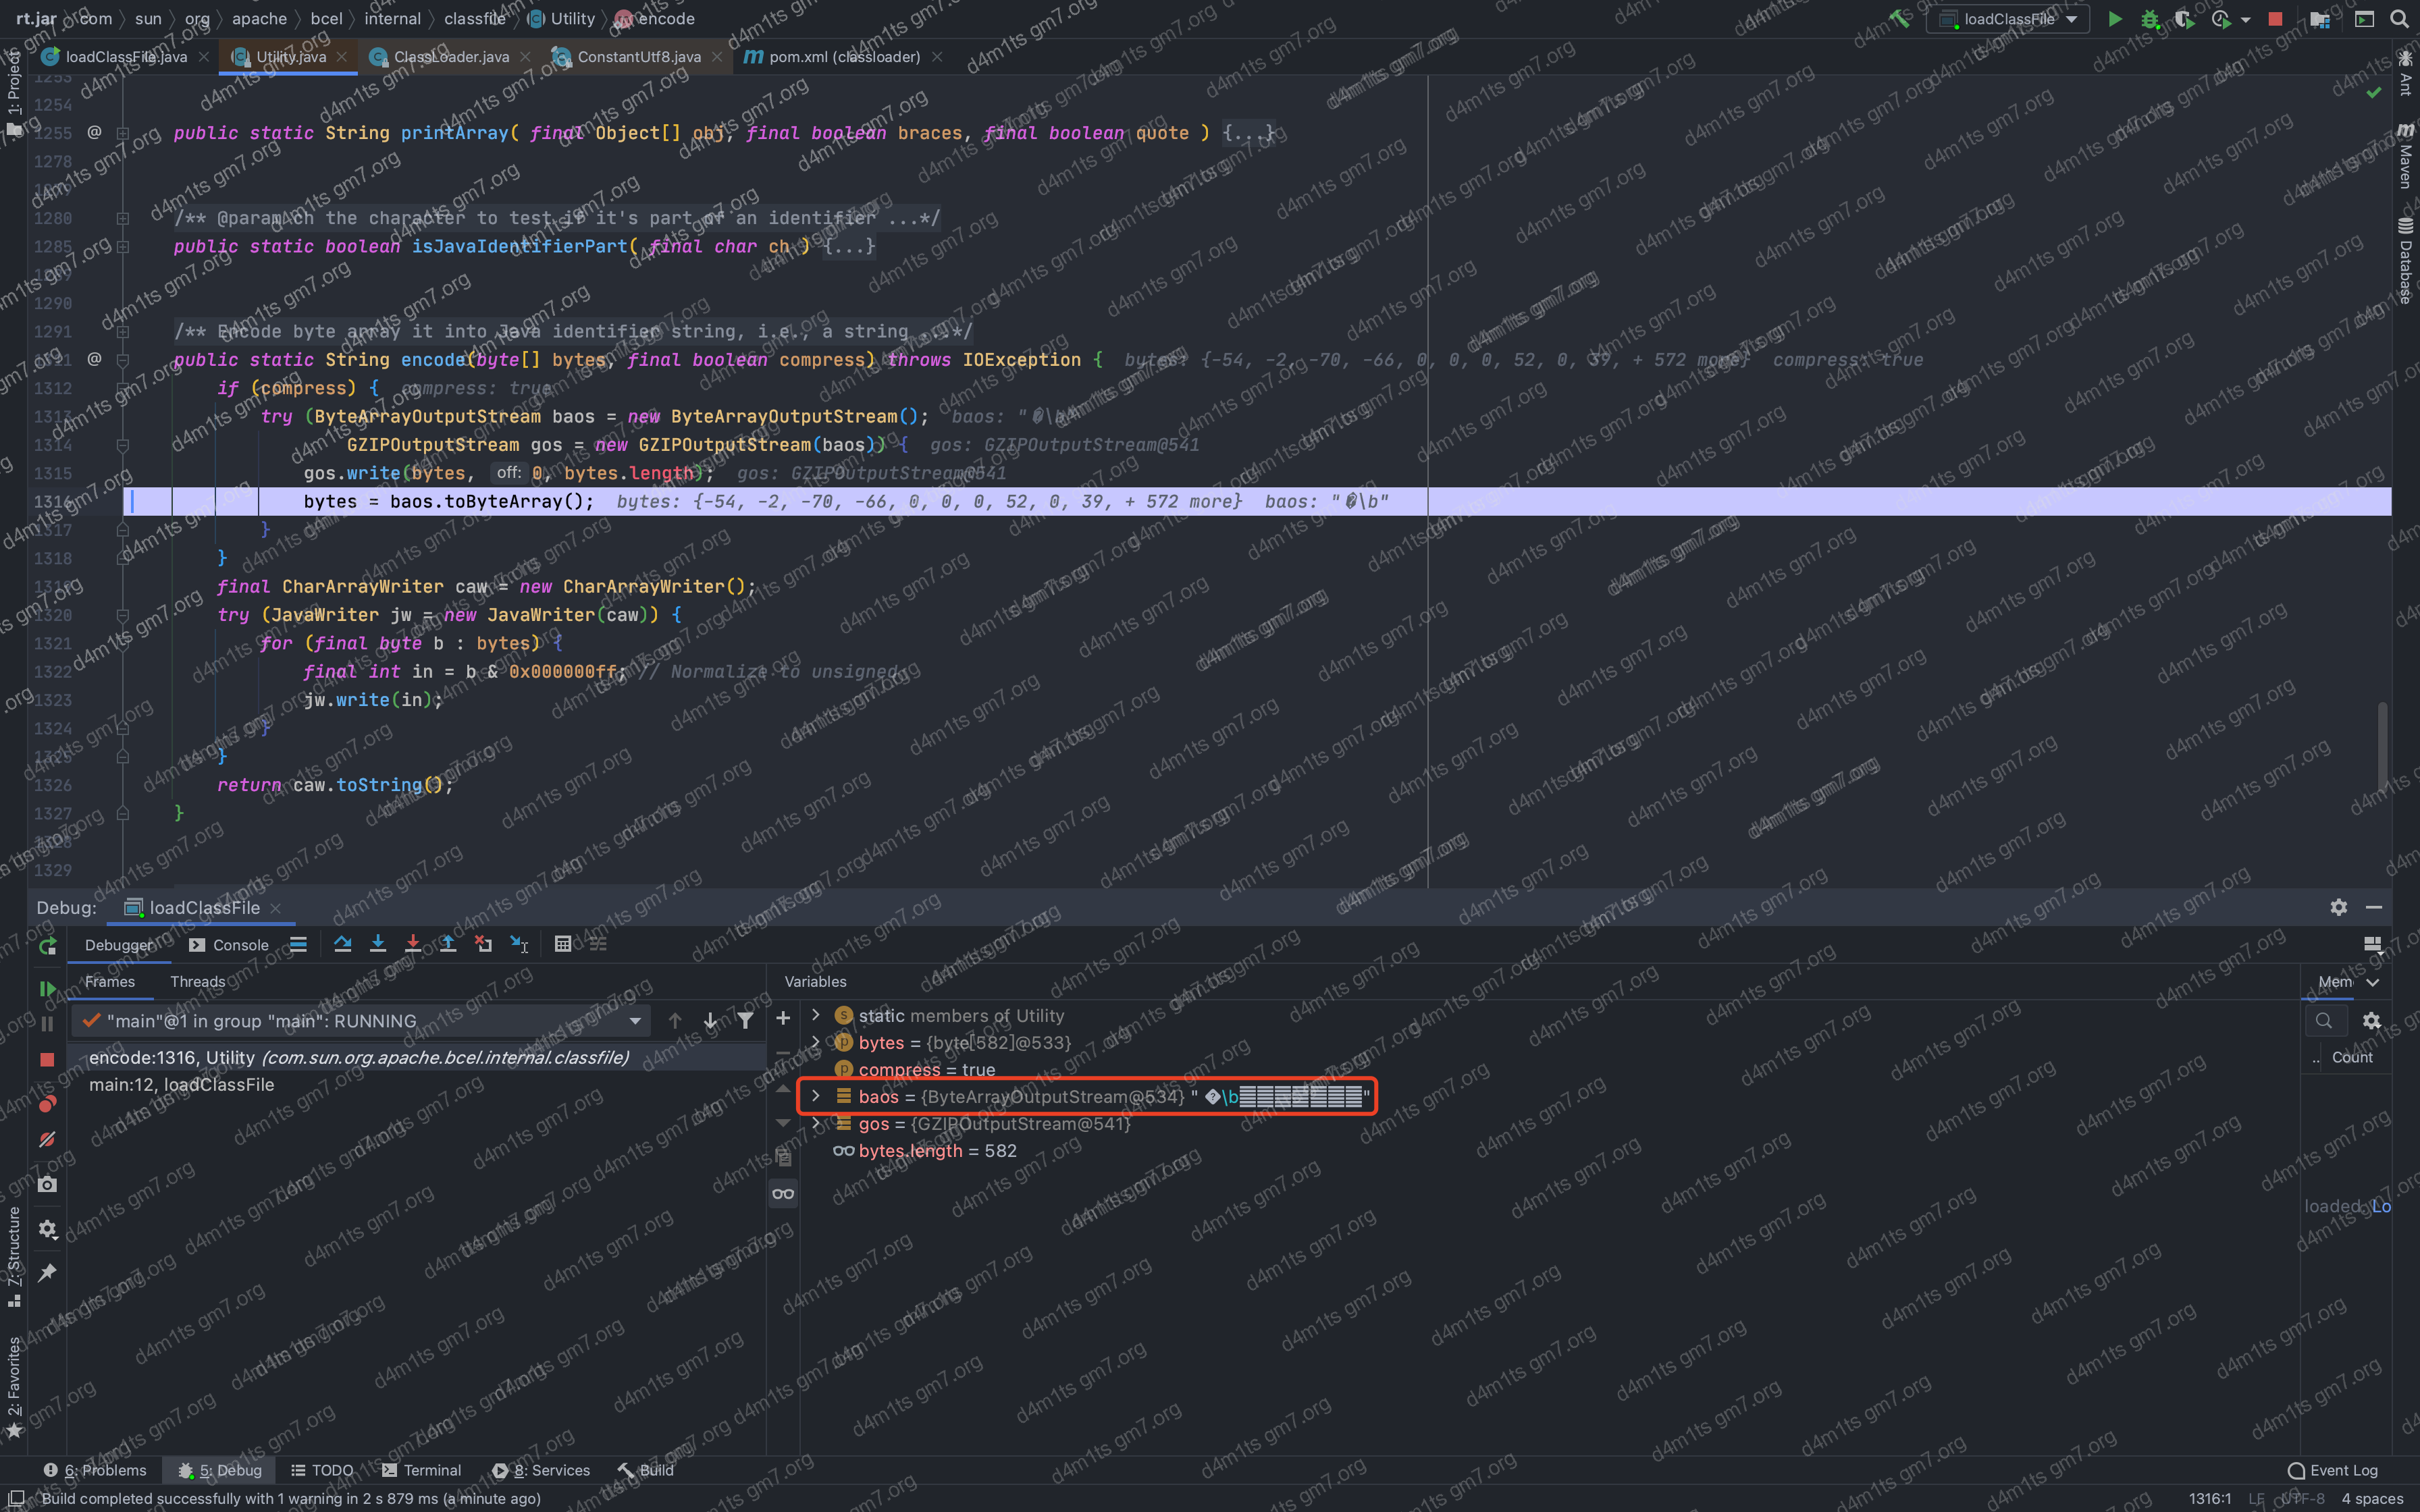 rt.jar › com › sun › org › apache › bcel › internal › classfile › Utility › encode
loadClassFile
loadClassFile.java
Utility.java
ClassLoader.java
ConstantUtf8.java
pom.xml (classloader)
1253
1254
1255 @ public static String printArray( final Object[] obj, final boolean braces, final boolean quote ) {...}
1278
1280 /** @param ch the character to test if it's part of an identifier ...*/
1285 public static boolean isJavaIdentifierPart( final char ch ) {...}
1290
1291 /** Encode byte array it into Java identifier string, i.e., a string ...*/
@ public static String encode(byte[] bytes, final boolean compress) throws IOException { bytes: {-54, -2, -70, -66, 0, 0, 0, 52, 0, 39, + 572 more} compress: true
1312 if (compress) { compress: true
1313 try (ByteArrayOutputStream baos = new ByteArrayOutputStream(); baos: "�\b"
1314 GZIPOutputStream gos = new GZIPOutputStream(baos)) { gos: GZIPOutputStream@541
1315 gos.write(bytes, off: 0, bytes.length); gos: GZIPOutputStream@541
1316 bytes = baos.toByteArray(); bytes: {-54, -2, -70, -66, 0, 0, 0, 52, 0, 39, + 572 more} baos: "�\b"
1317 }
1318 }
1319 final CharArrayWriter caw = new CharArrayWriter();
1320 try (JavaWriter jw = new JavaWriter(caw)) {
1321 for (final byte b : bytes) {
1322 final int in = b & 0x000000ff; // Normalize to unsigned
1323 jw.write(in);
1324 }
1325 }
1326 return caw.toString();
1327 }
1328
1329
Debug: loadClassFile
Debugger Console
Frames Threads Variables Mem
"main"@1 in group "main": RUNNING
encode:1316, Utility (com.sun.org.apache.bcel.internal.classfile)
main:12, loadClassFile
static members of Utility
bytes = {byte[582]@533}
compress = true
baos = {ByteArrayOutputStream@534} "�\b"
gos = {GZIPOutputStream@541}
bytes.length = 582
Count
loaded. Lo
1: Project
7: Structure
2: Favorites
Ant
Maven
Database
6: Problems 5: Debug TODO Terminal 8: Services Build Event Log
Build completed successfully with 1 warning in 2 s 879 ms (a minute ago) 1316:1 LF UTF-8 4 spaces
d4m1ts gm7.org